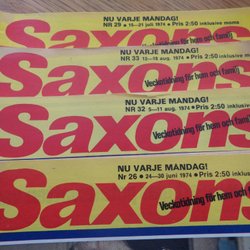 NU VARJE MÅNDAG!
NR 29 • 15–21 juli 1974 • Pris 2:50 inklusive moms
Saxons
Veckotidning för hem och familj
NU VARJE MÅNDAG!
NR 33 12–18 aug. 1974 • Pris 2:50 inklusive
Saxons
Veckotidning för hem och familj
NU VARJE MÅNDAG!
NR 32 5–11 aug. 1974 • Pris 2:50 inklusive
Saxons
Veckotidning för hem och
NU VARJE MÅNDAG!
Nr 26 • 24–30 juni 1974 • Pris 2:50 inklusive
Saxons
Veckotidning för hem och